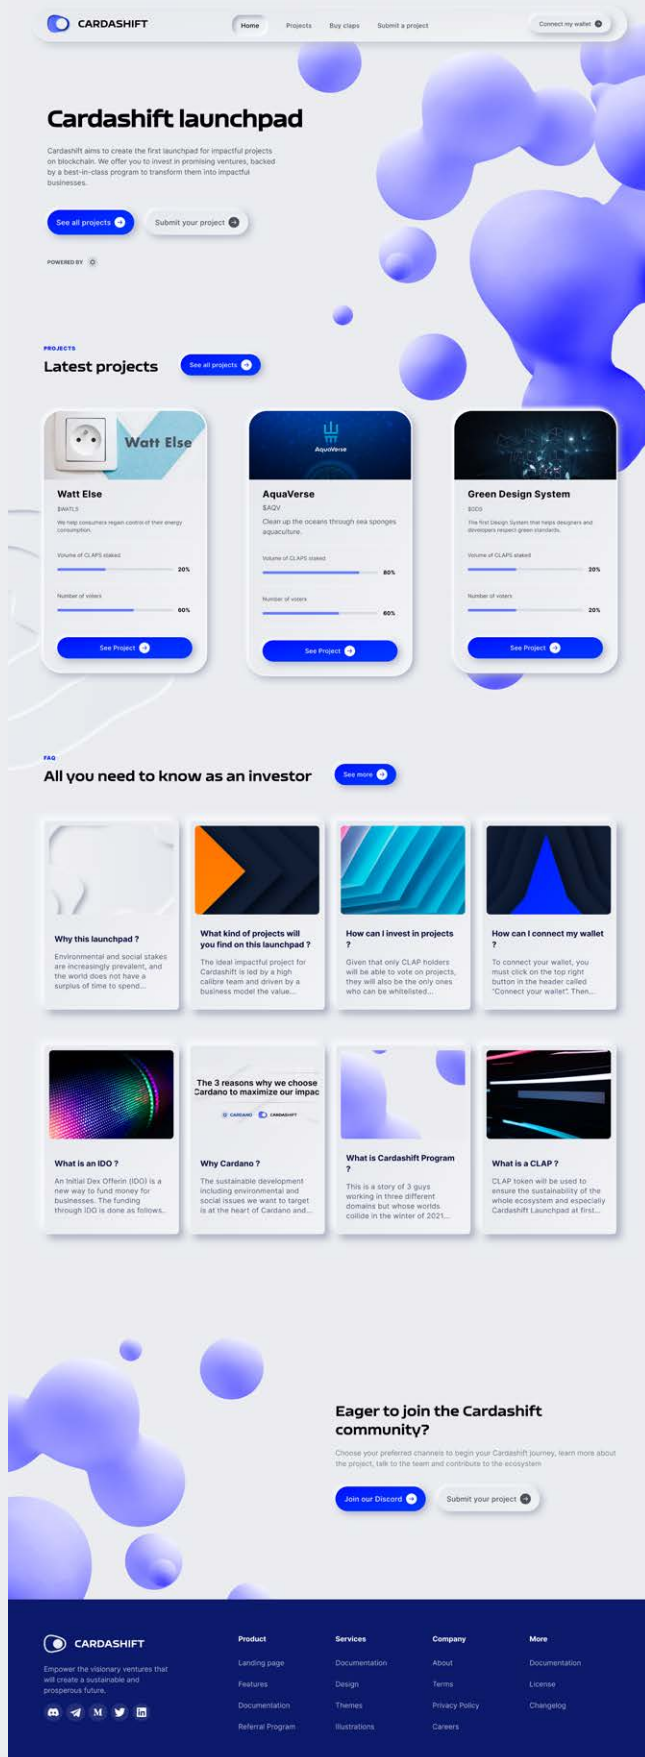 CARDASHIFT
Home
Projects
Buy claps
Submit a project
Connect my wallet
Cardashift launchpad
Cardashift aims to create the first launchpad for impactful projects
on blockchain. We offer you to invest in promising ventures, backed
by a best-in-class program to transform them into impactful
businesses.
See all projects
Submit your project
POWERED BY
PROJECTS
Latest projects
See all projects
Watt Else
Watt Else
$WATLS
We help consumers regain control of their energy
consumption.
Volume of CLAPS staked
20%
Number of voters
60%
See Project
AquaVerse
AquaVerse
$AQV
Clean up the oceans through sea sponges
aquaculture.
Volume of CLAPS staked
80%
Number of voters
60%
See Project
Green Design System
$GDS
The first Design System that helps designers and
developers respect green standards.
Volume of CLAPS staked
20%
Number of voters
20%
See Project
FAQ
All you need to know as an investor
See more
Why this launchpad ?
Environmental and social stakes
are increasingly prevalent, and
the world does not have a
surplus of time to spend...
What kind of projects will
you find on this launchpad ?
The ideal impactful project for
Cardashift is led by a high
calibre team and driven by a
business model the value...
How can I invest in projects
?
Given that only CLAP holders
will be able to vote on projects,
they will also be the only ones
who can be whitelisted...
How can I connect my wallet
?
To connect your wallet, you
must click on the top right
button in the header called
"Connect your wallet". Then...
What is an IDO ?
An Initial Dex Offerin (IDO) is a
new way to fund money for
businesses. The funding
through IDO is done as follows...
The 3 reasons why we choose
Cardano to maximize our impac
CARDANO
CARDASHIFT
Why Cardano ?
The sustainable development
including environmental and
social issues we want to target
is at the heart of Cardano and...
What is Cardashift Program
?
This is a story of 3 guys
working in three different
domains but whose worlds
collide in the winter of 2021...
What is a CLAP ?
CLAP token will be used to
ensure the sustainability of the
whole ecosystem and especially
Cardashift Launchpad at first...
Eager to join the Cardashift
community?
Choose your preferred channels to begin your Cardashift journey, learn more about
the project, talk to the team and contribute to the ecosystem
Join our Discord
Submit your project
CARDASHIFT
Empower the visionary ventures that
will create a sustainable and
prosperous future.
Product
Landing page
Features
Documentation
Referral Program
Services
Documentation
Design
Themes
Illustrations
Company
About
Terms
Privacy Policy
Careers
More
Documentation
License
Changelog